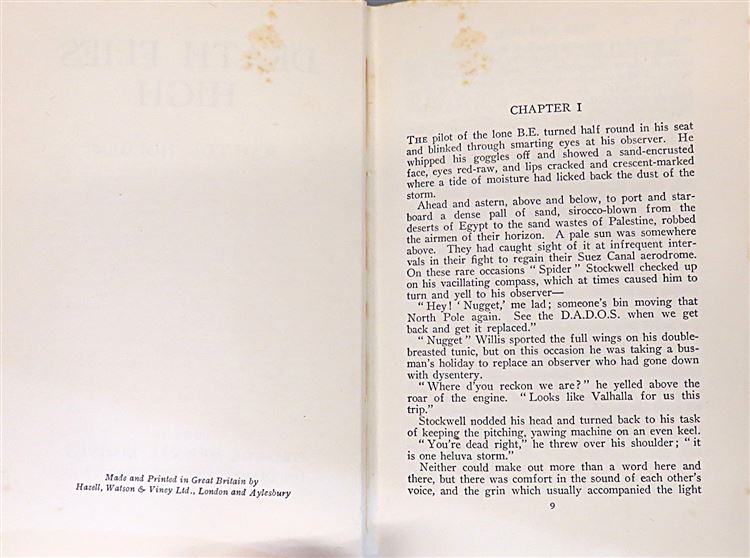 Made and Printed in Great Britain by
Hazell, Watson & Viney Ltd., London and Aylesbury
CHAPTER I
THE pilot of the lone B.E. turned half round in his seat
and blinked through smarting eyes at his observer. He
whipped his goggles off and showed a sand-encrusted
face, eyes red-raw, and lips cracked and crescent-marked
where a tide of moisture had licked back the dust of the
storm.
Ahead and astern, above and below, to port and star-
board a dense pall of sand, sirocco-blown from the
deserts of Egypt to the sand wastes of Palestine, robbed
the airmen of their horizon. A pale sun was somewhere
above. They had caught sight of it at infrequent inter-
vals in their fight to regain their Suez Canal aerodrome.
On these rare occasions "Spider" Stockwell checked up
on his vacillating compass, which at times caused him to
turn and yell to his observer—
"Hey! 'Nugget,' me lad; someone's bin moving that
North Pole again. See the D.A.D.O.S. when we get
back and get it replaced."
"Nugget" Willis sported the full wings on his double-
breasted tunic, but on this occasion he was taking a bus-
man's holiday to replace an observer who had gone down
with dysentery.
"Where d'you reckon we are?" he yelled above the
roar of the engine. "Looks like Valhalla for us this
trip."
Stockwell nodded his head and turned back to his task
of keeping the pitching, yawing machine on an even keel.
"You're dead right," he threw over his shoulder; "it
is one heluva storm."
Neither could make out more than a word here and
there, but there was comfort in the sound of each other's
voice, and the grin which usually accompanied the light
9